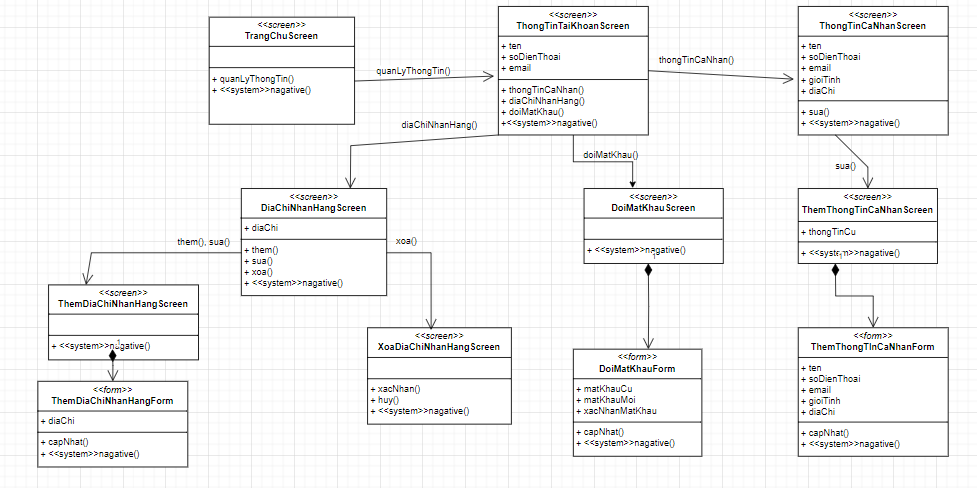 <<screen>>
TrangChuScreen
+ quanLyThongTin()
+ <<system>>nagative()
quanLyThongTin()
<<screen>>
ThongTinTaiKhoanScreen
+ ten
+ soDienThoai
+ email
+ thongTinCaNhan()
+ diaChiNhanHang()
+ doiMatKhau()
+<<system>>nagative()
thongTinCaNhan()
<<screen>>
ThongTinCaNhanScreen
+ ten
+ soDienThoai
+ email
+ gioiTinh
+ diaChi
+ sua()
+ <<system>>nagative()
diaChiNhanHang()
doiMatKhau()
sua()
<<screen>>
DiaChiNhanHangScreen
+ diaChi
+ them()
+ sua()
+ xoa()
+ <<system>>nagative()
<<screen>>
DoiMatKhauScreen
+ <<system>>nagative()
1
<<screen>>
ThemThongTinCaNhanScreen
+ thongTinCu
+ <<system>>nagative()
1
them(), sua()
xoa()
<<screen>>
ThemDiaChiNhanHangScreen
+ <<system>>nagative()
1
<<screen>>
XoaDiaChiNhanHangScreen
+ xacNhan()
+ huy()
+ <<system>>nagative()
<<form>>
DoiMatKhauForm
+ matKhauCu
+ matKhauMoi
+ xacNhanMatKhau
+ capNhat()
+ <<system>>nagative()
<<form>>
ThemThongTInCaNhanForm
+ ten
+ soDienThoai
+ email
+ gioiTinh
+ diaChi
+ capNhat()
+ <<system>>nagative()
<<form>>
ThemDiaChiNhanHangForm
+ diaChi
+ capNhat()
+ <<system>>nagative()